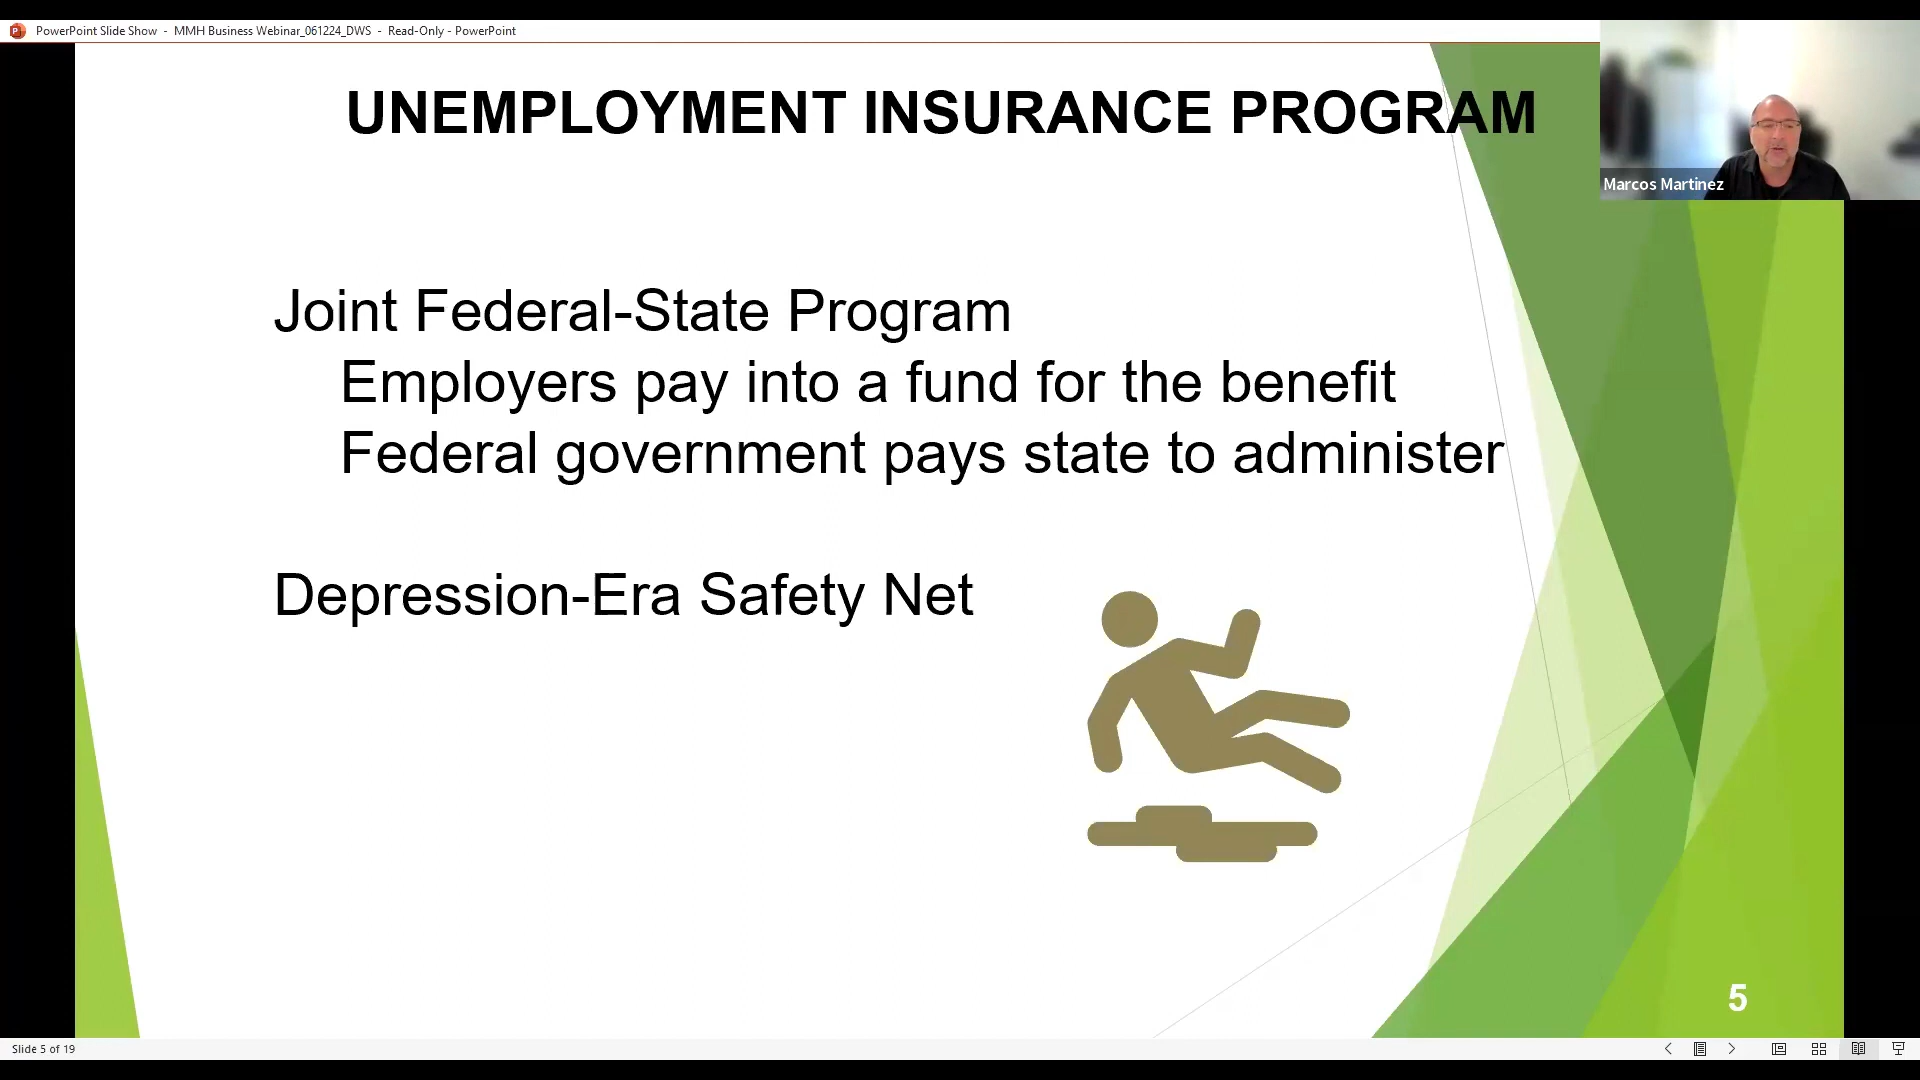 PowerPoint Slide Show - MMH Business Webinar_061224_DWS - Read-Only - PowerPoint
UNEMPLOYMENT INSURANCE PROGRAM
Marcos Martinez
Joint Federal-State Program
Employers pay into a fund for the benefit
Federal government pays state to administer
Depression-Era Safety Net
5
Slide 5 of 19